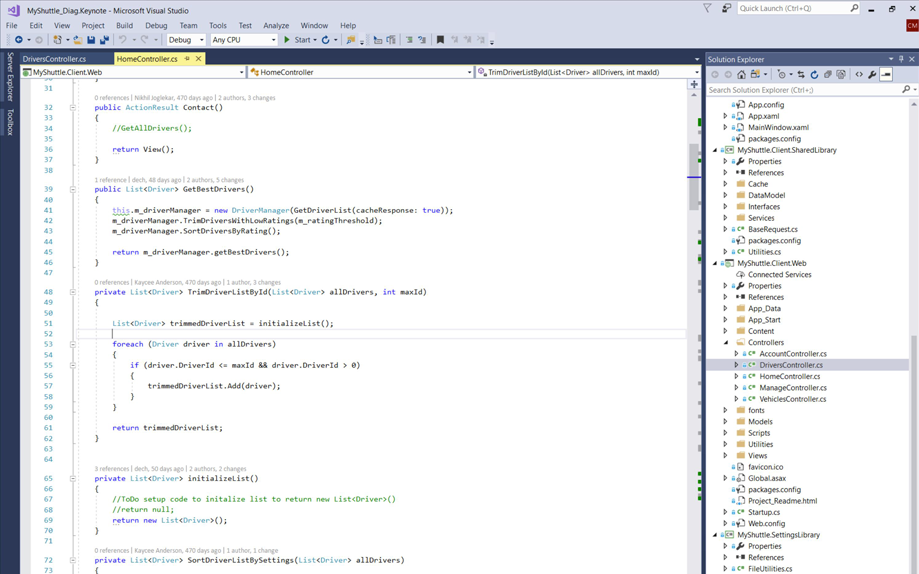 MyShuttle_Diag.Keynote - Microsoft Visual Studio
Quick Launch (Ctrl+Q)
File Edit View Project Build Debug Team Tools Test Analyze Window Help
CM
Debug Any CPU Start
Server Explorer
Toolbox
DriversController.cs HomeController.cs
MyShuttle.Client.Web HomeController TrimDriverListById(List<Driver> allDrivers, int maxId)
31
0 references | Nikhil Joglekar, 470 days ago | 2 authors, 3 changes
32 public ActionResult Contact()
33 {
34 //GetAllDrivers();
35
36 return View();
37 }
38
1 reference | dech, 48 days ago | 2 authors, 5 changes
39 public List<Driver> GetBestDrivers()
40 {
41 this.m_driverManager = new DriverManager(GetDriverList(cacheResponse: true));
42 m_driverManager.TrimDriversWithLowRatings(m_ratingThreshold);
43 m_driverManager.SortDriversByRating();
44
45 return m_driverManager.getBestDrivers();
46 }
47
0 references | Kaycee Anderson, 470 days ago | 1 author, 3 changes
48 private List<Driver> TrimDriverListById(List<Driver> allDrivers, int maxId)
49 {
50
51 List<Driver> trimmedDriverList = initializeList();
52
53 foreach (Driver driver in allDrivers)
54 {
55 if (driver.DriverId <= maxId && driver.DriverId > 0)
56 {
57 trimmedDriverList.Add(driver);
58 }
59 }
60
61 return trimmedDriverList;
62 }
63
64
3 references | dech, 50 days ago | 2 authors, 2 changes
65 private List<Driver> initializeList()
66 {
67 //ToDo setup code to initalize list to return new List<Driver>()
68 //return null;
69 return new List<Driver>();
70 }
71
0 references | Kaycee Anderson, 470 days ago | 1 author, 1 change
72 private List<Driver> SortDriverListBySettings(List<Driver> allDrivers)
73 {
Solution Explorer
Search Solution Explorer (Ctrl+;)
App.config
App.xaml
MainWindow.xaml
packages.config
MyShuttle.Client.SharedLibrary
Properties
References
Cache
DataModel
Interfaces
Services
BaseRequest.cs
packages.config
Utilities.cs
MyShuttle.Client.Web
Connected Services
Properties
References
App_Data
App_Start
Content
Controllers
AccountController.cs
DriversController.cs
HomeController.cs
ManageController.cs
VehiclesController.cs
fonts
Models
Scripts
Utilities
Views
favicon.ico
Global.asax
packages.config
Project_Readme.html
Startup.cs
Web.config
MyShuttle.SettingsLibrary
Properties
References
FileUtilities.cs